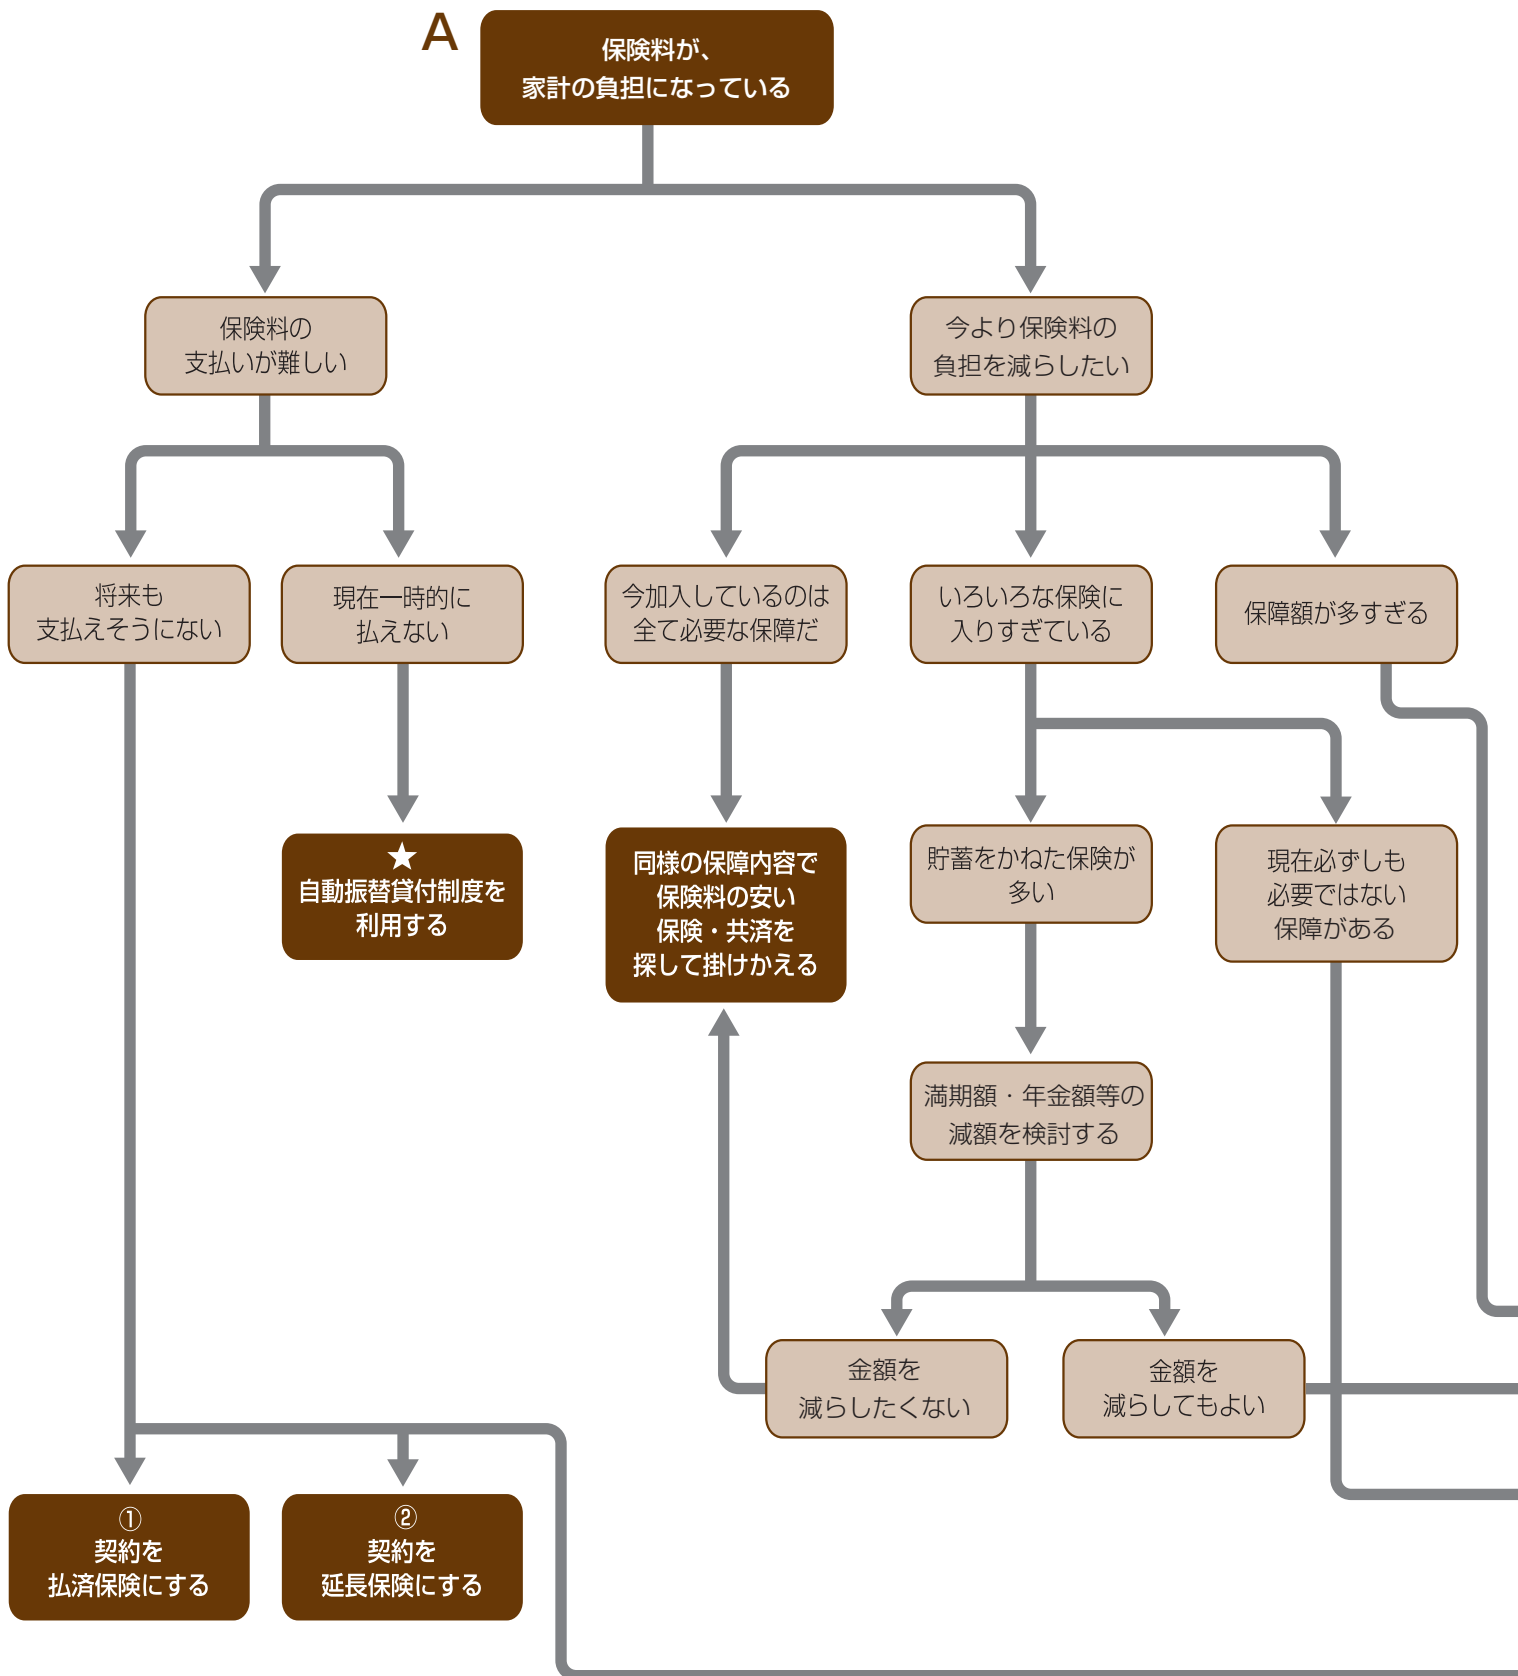 A
保険料が、
家計の負担になっている
保険料の
支払いが難しい
今より保険料の
負担を減らしたい
将来も
支払えそうにない
現在一時的に
払えない
今加入しているのは
全て必要な保障だ
いろいろな保険に
入りすぎている
保障額が多すぎる
★
自動振替貸付制度を
利用する
同様の保障内容で
保険料の安い
保険・共済を
探して掛けかえる
貯蓄をかねた保険が
多い
現在必ずしも
必要ではない
保障がある
満期額・年金額等の
減額を検討する
金額を
減らしたくない
金額を
減らしてもよい
①
契約を
払済保険にする
②
契約を
延長保険にする